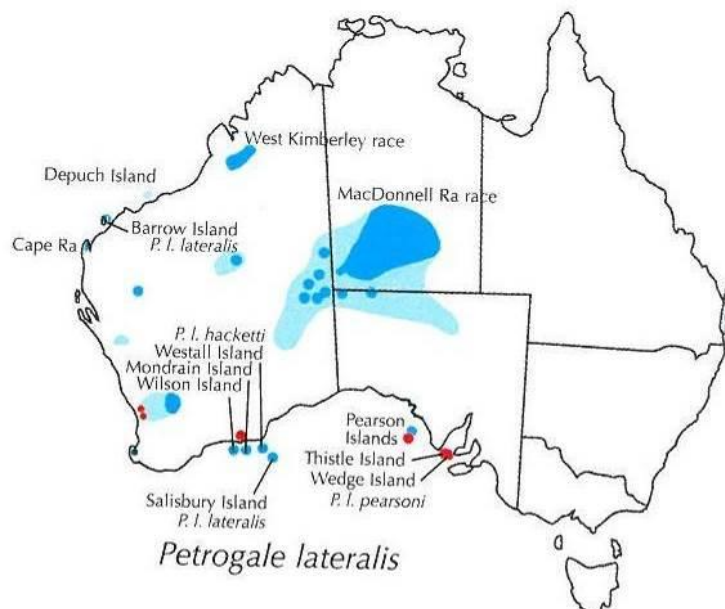 West Kimberley race
Depuch Island
MacDonnell Ra race
Barrow Island
P. l. lateralis
Cape Ra
P. l. hacketti
Westall Island
Mondrain Island
Wilson Island
Pearson
Islands
Thistle Island
Wedge Island
P. l. pearsoni
Salisbury Island
P. l. lateralis
Petrogale lateralis